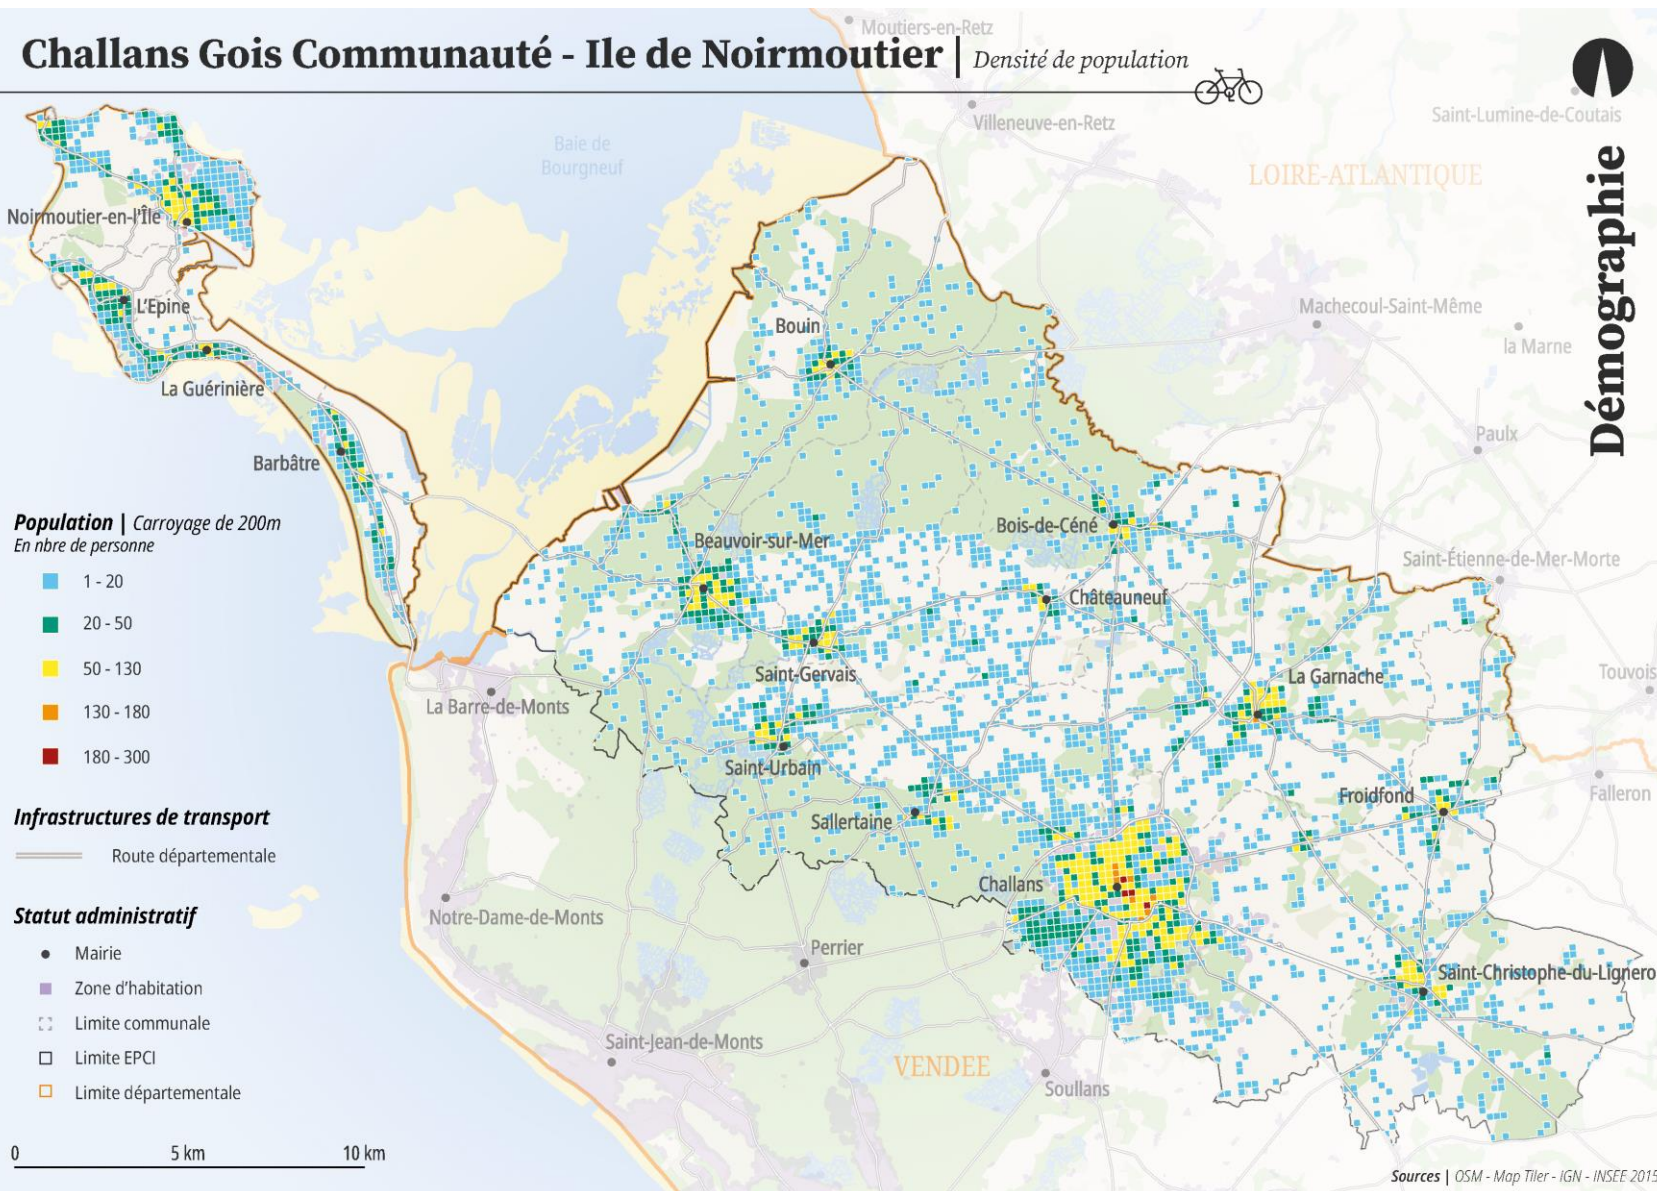 Challans Gois Communauté - Ile de Noirmoutier | Densité de population
Démographie
Moutiers-en-Retz
Villeneuve-en-Retz
Saint-Lumine-de-Coutais
LOIRE-ATLANTIQUE
Baie de
Bourgneuf
Noirmoutier-en-l'Île
L'Epine
La Guérinière
Barbâtre
Bouin
Machecoul-Saint-Même
la Marne
Paulx
Bois-de-Céné
Beauvoir-sur-Mer
Saint-Étienne-de-Mer-Morte
Châteauneuf
Saint-Gervais
La Garnache
Touvois
La Barre-de-Monts
Saint-Urbain
Froidfond
Falleron
Sallertaine
Challans
Notre-Dame-de-Monts
Perrier
Saint-Christophe-du-Lignero
Saint-Jean-de-Monts
VENDEE
Soullans
Population | Carroyage de 200m
En nbre de personne
1 - 20
20 - 50
50 - 130
130 - 180
180 - 300
Infrastructures de transport
Route départementale
Statut administratif
Mairie
Zone d'habitation
Limite communale
Limite EPCI
Limite départementale
0 5 km 10 km
Sources | OSM - Map Tiler - iGN - INSEE 2015